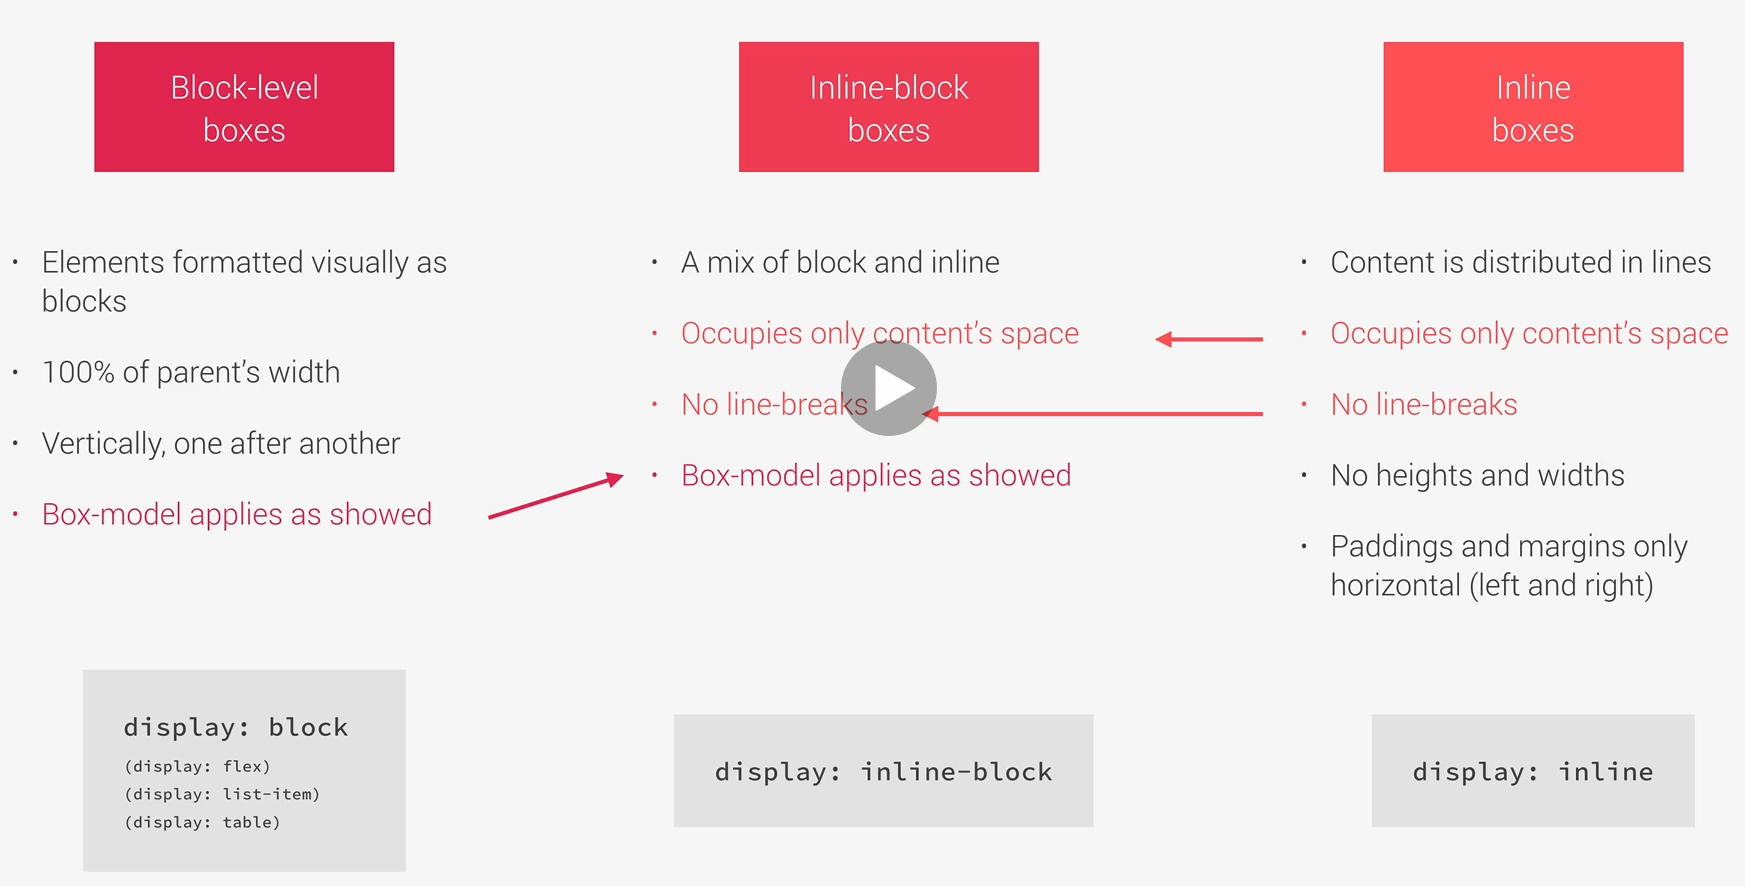 Block-level
boxes
Elements formatted visually as
blocks
100% of parent's width
Vertically, one after another
Box-model applies as showed
display: block
(display: flex)
(display: list-item)
(display: table)
Inline-block
boxes
A mix of block and inline
Occupies only content's space
No line-breaks
Box-model applies as showed
display: inline-block
Inline
boxes
Content is distributed in lines
Occupies only content's space
No line-breaks
No heights and widths
Paddings and margins only
horizontal (left and right)
display: inline